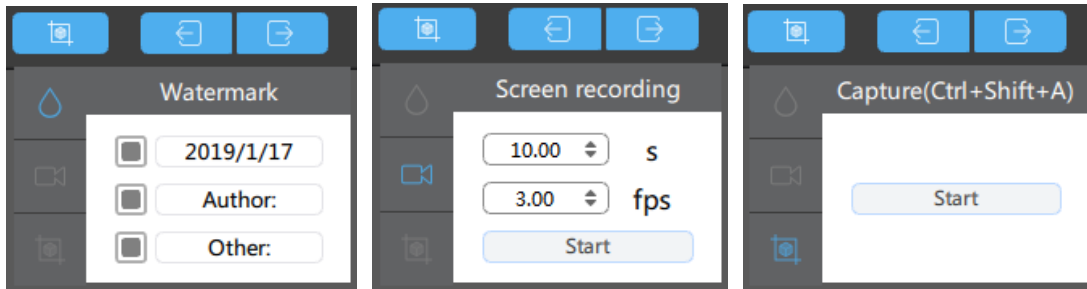 Watermark
2019/1/17
Author:
Other:
Screen recording
10.00 s
3.00 fps
Start
Capture(Ctrl+Shift+A)
Start